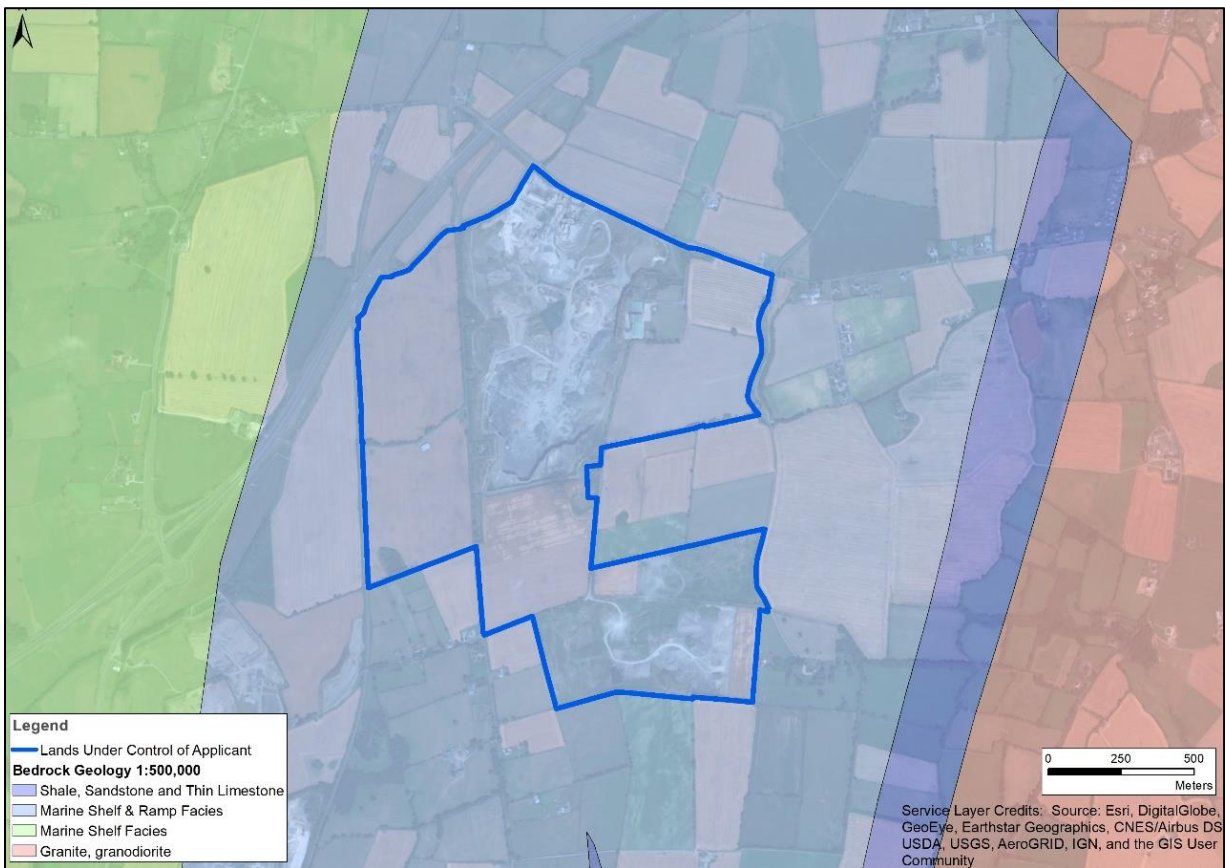 Legend
Lands Under Control of Applicant
Bedrock Geology 1:500,000
Shale, Sandstone and Thin Limestone
Marine Shelf & Ramp Facies
Marine Shelf Facies
Granite, granodiorite
0 250 500
Meters
Service Layer Credits: Source: Esri, DigitalGlobe,
GeoEye, Earthstar Geographics, CNES/Airbus DS
USDA, USGS, AeroGRID, IGN, and the GIS User
Community